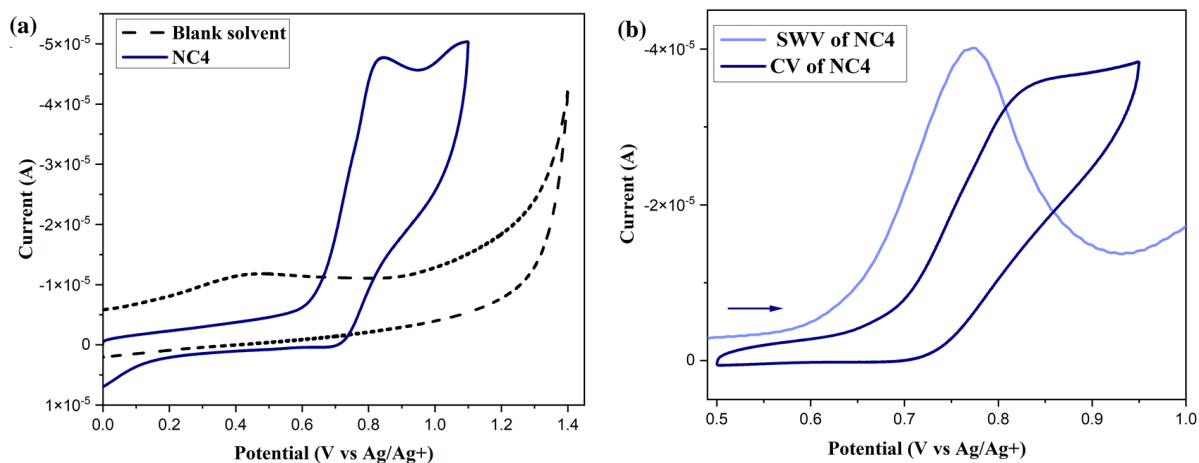 (a)
Blank solvent
NC4
-5×10⁻⁵
-4×10⁻⁵
-3×10⁻⁵
-2×10⁻⁵
-1×10⁻⁵
0
1×10⁻⁵
Current (A)
0.0 0.2 0.4 0.6 0.8 1.0 1.2 1.4
Potential (V vs Ag/Ag+)
(b)
SWV of NC4
CV of NC4
-4×10⁻⁵
-2×10⁻⁵
0
Current (A)
0.5 0.6 0.7 0.8 0.9 1.0
Potential (V vs Ag/Ag+)